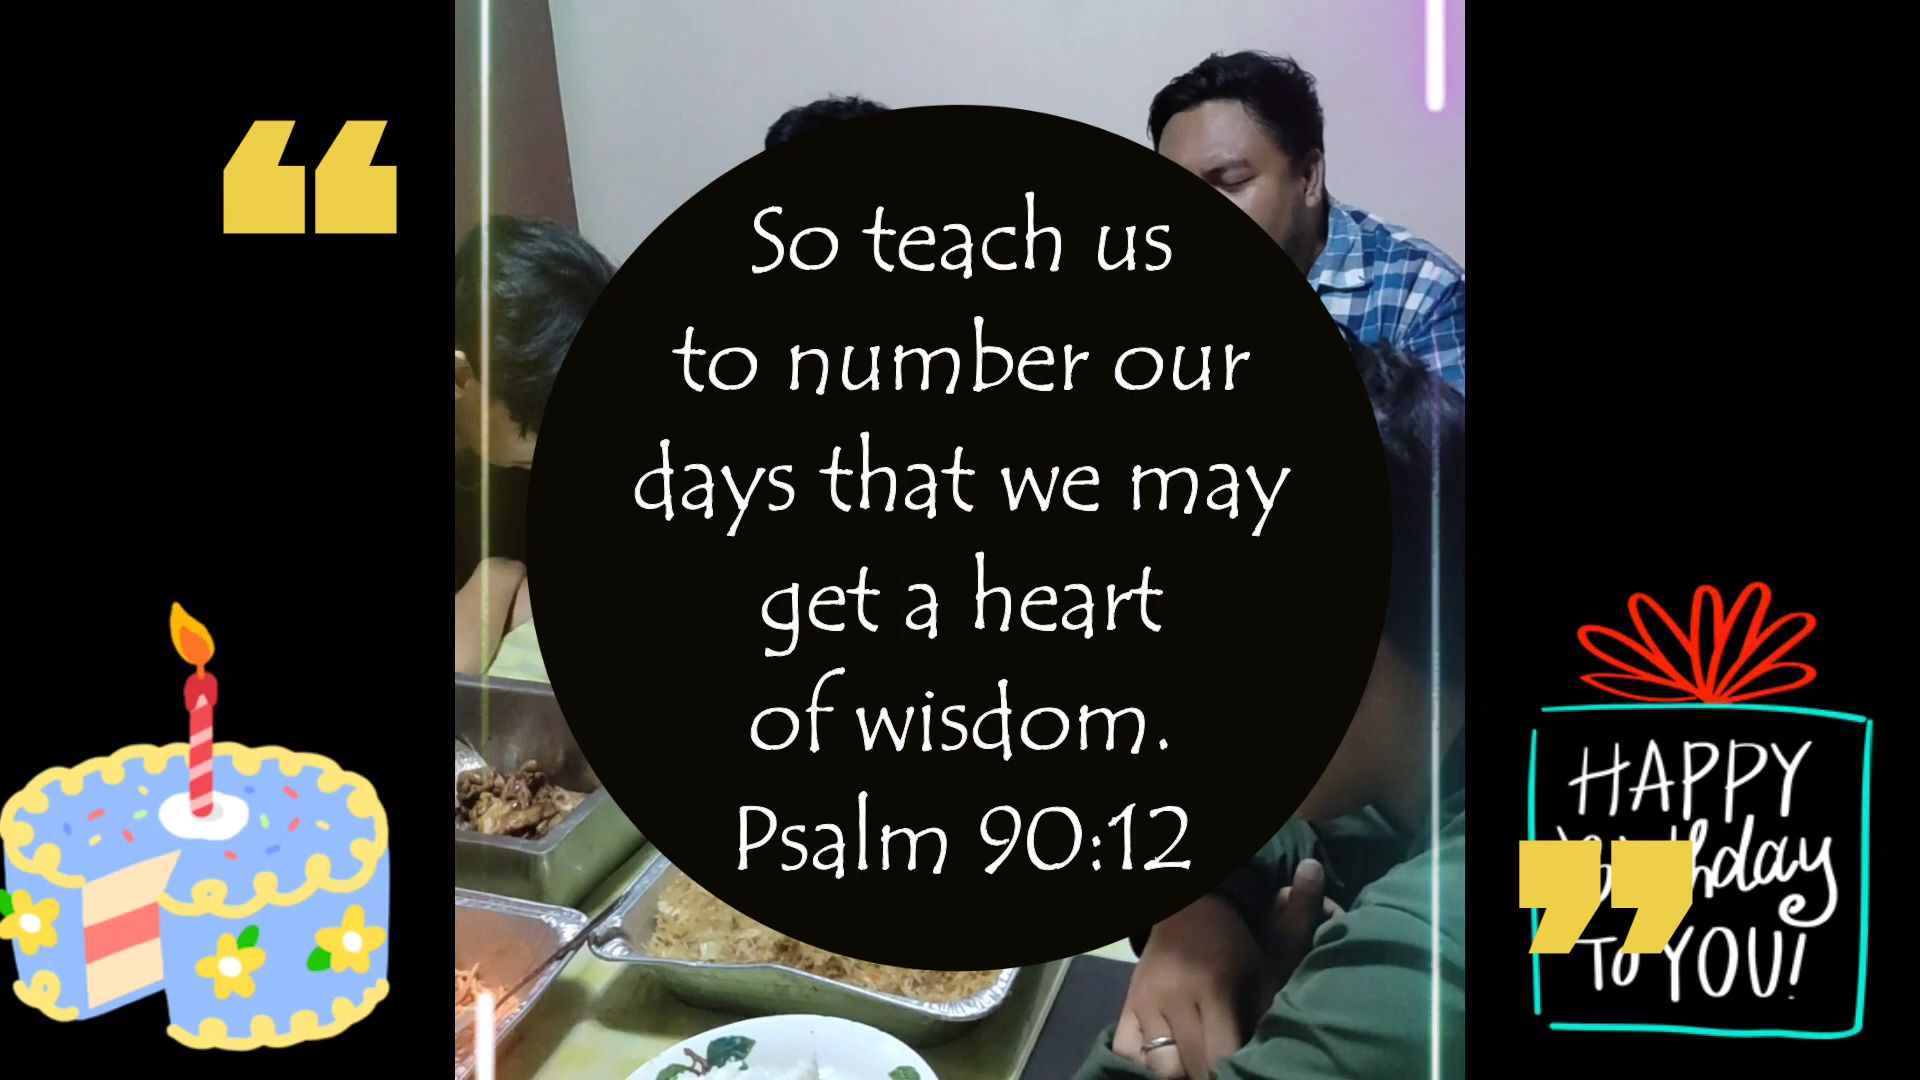 So teach us
to number our
days that we may
get a heart
of wisdom.
Psalm 90:12
HAPPY
birthday
To YOU!